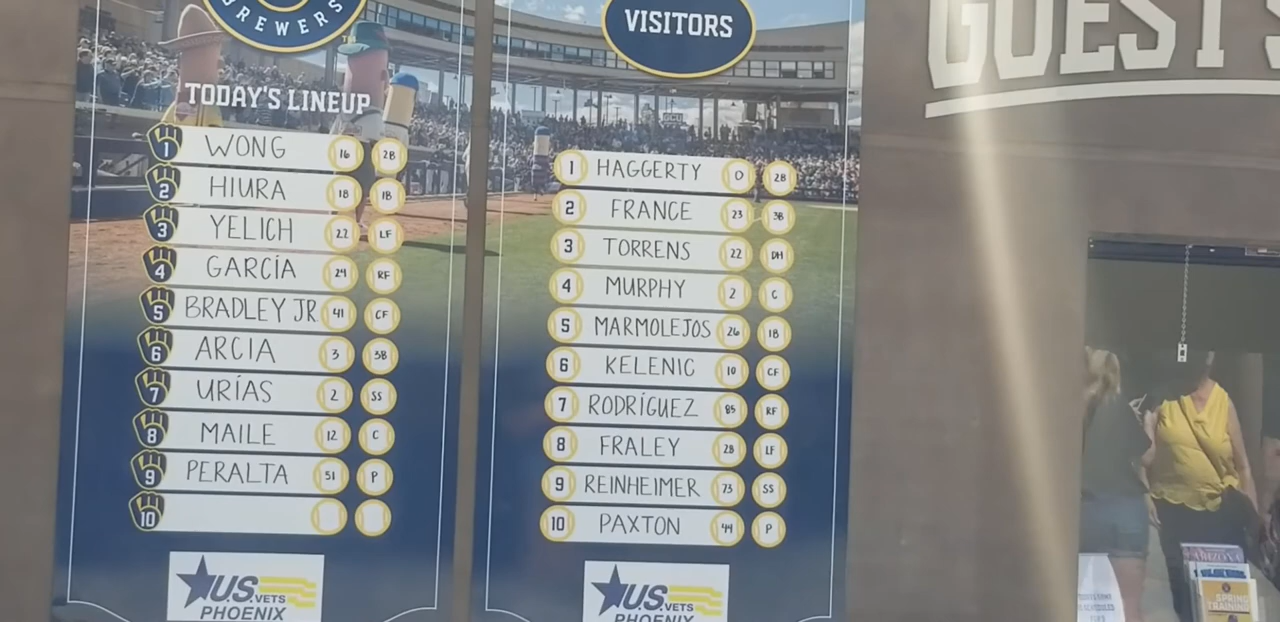 BREWERS
TODAY'S LINEUP
1 WONG 16 2B
2 HIURA 18 1B
3 YELICH 22 LF
4 GARCÍA 24 RF
5 BRADLEY JR. 41 CF
6 ARCIA 3 3B
7 URÍAS 2 SS
8 MAILE 12 C
9 PERALTA 51 P
10
U.S.VETS
PHOENIX
VISITORS
1 HAGGERTY 0 2B
2 FRANCE 23 3B
3 TORRENS 22 DH
4 MURPHY 2 C
5 MARMOLEJOS 26 1B
6 KELENIC 10 CF
7 RODRÍGUEZ 85 RF
8 FRALEY 28 LF
9 REINHEIMER 73 SS
10 PAXTON 44 P
U.S.VETS
PHOENIX
GUEST S
GCU
ARIZONA
SPRING
TRAINING